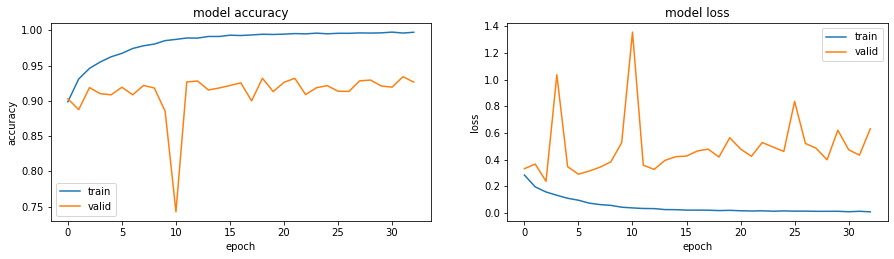 model accuracy
1.00
0.95
0.90
0.85
0.80
0.75
accuracy
train
valid
0 5 10 15 20 25 30
epoch
model loss
1.4
1.2
1.0
0.8
0.6
0.4
0.2
0.0
loss
train
valid
0 5 10 15 20 25 30
epoch